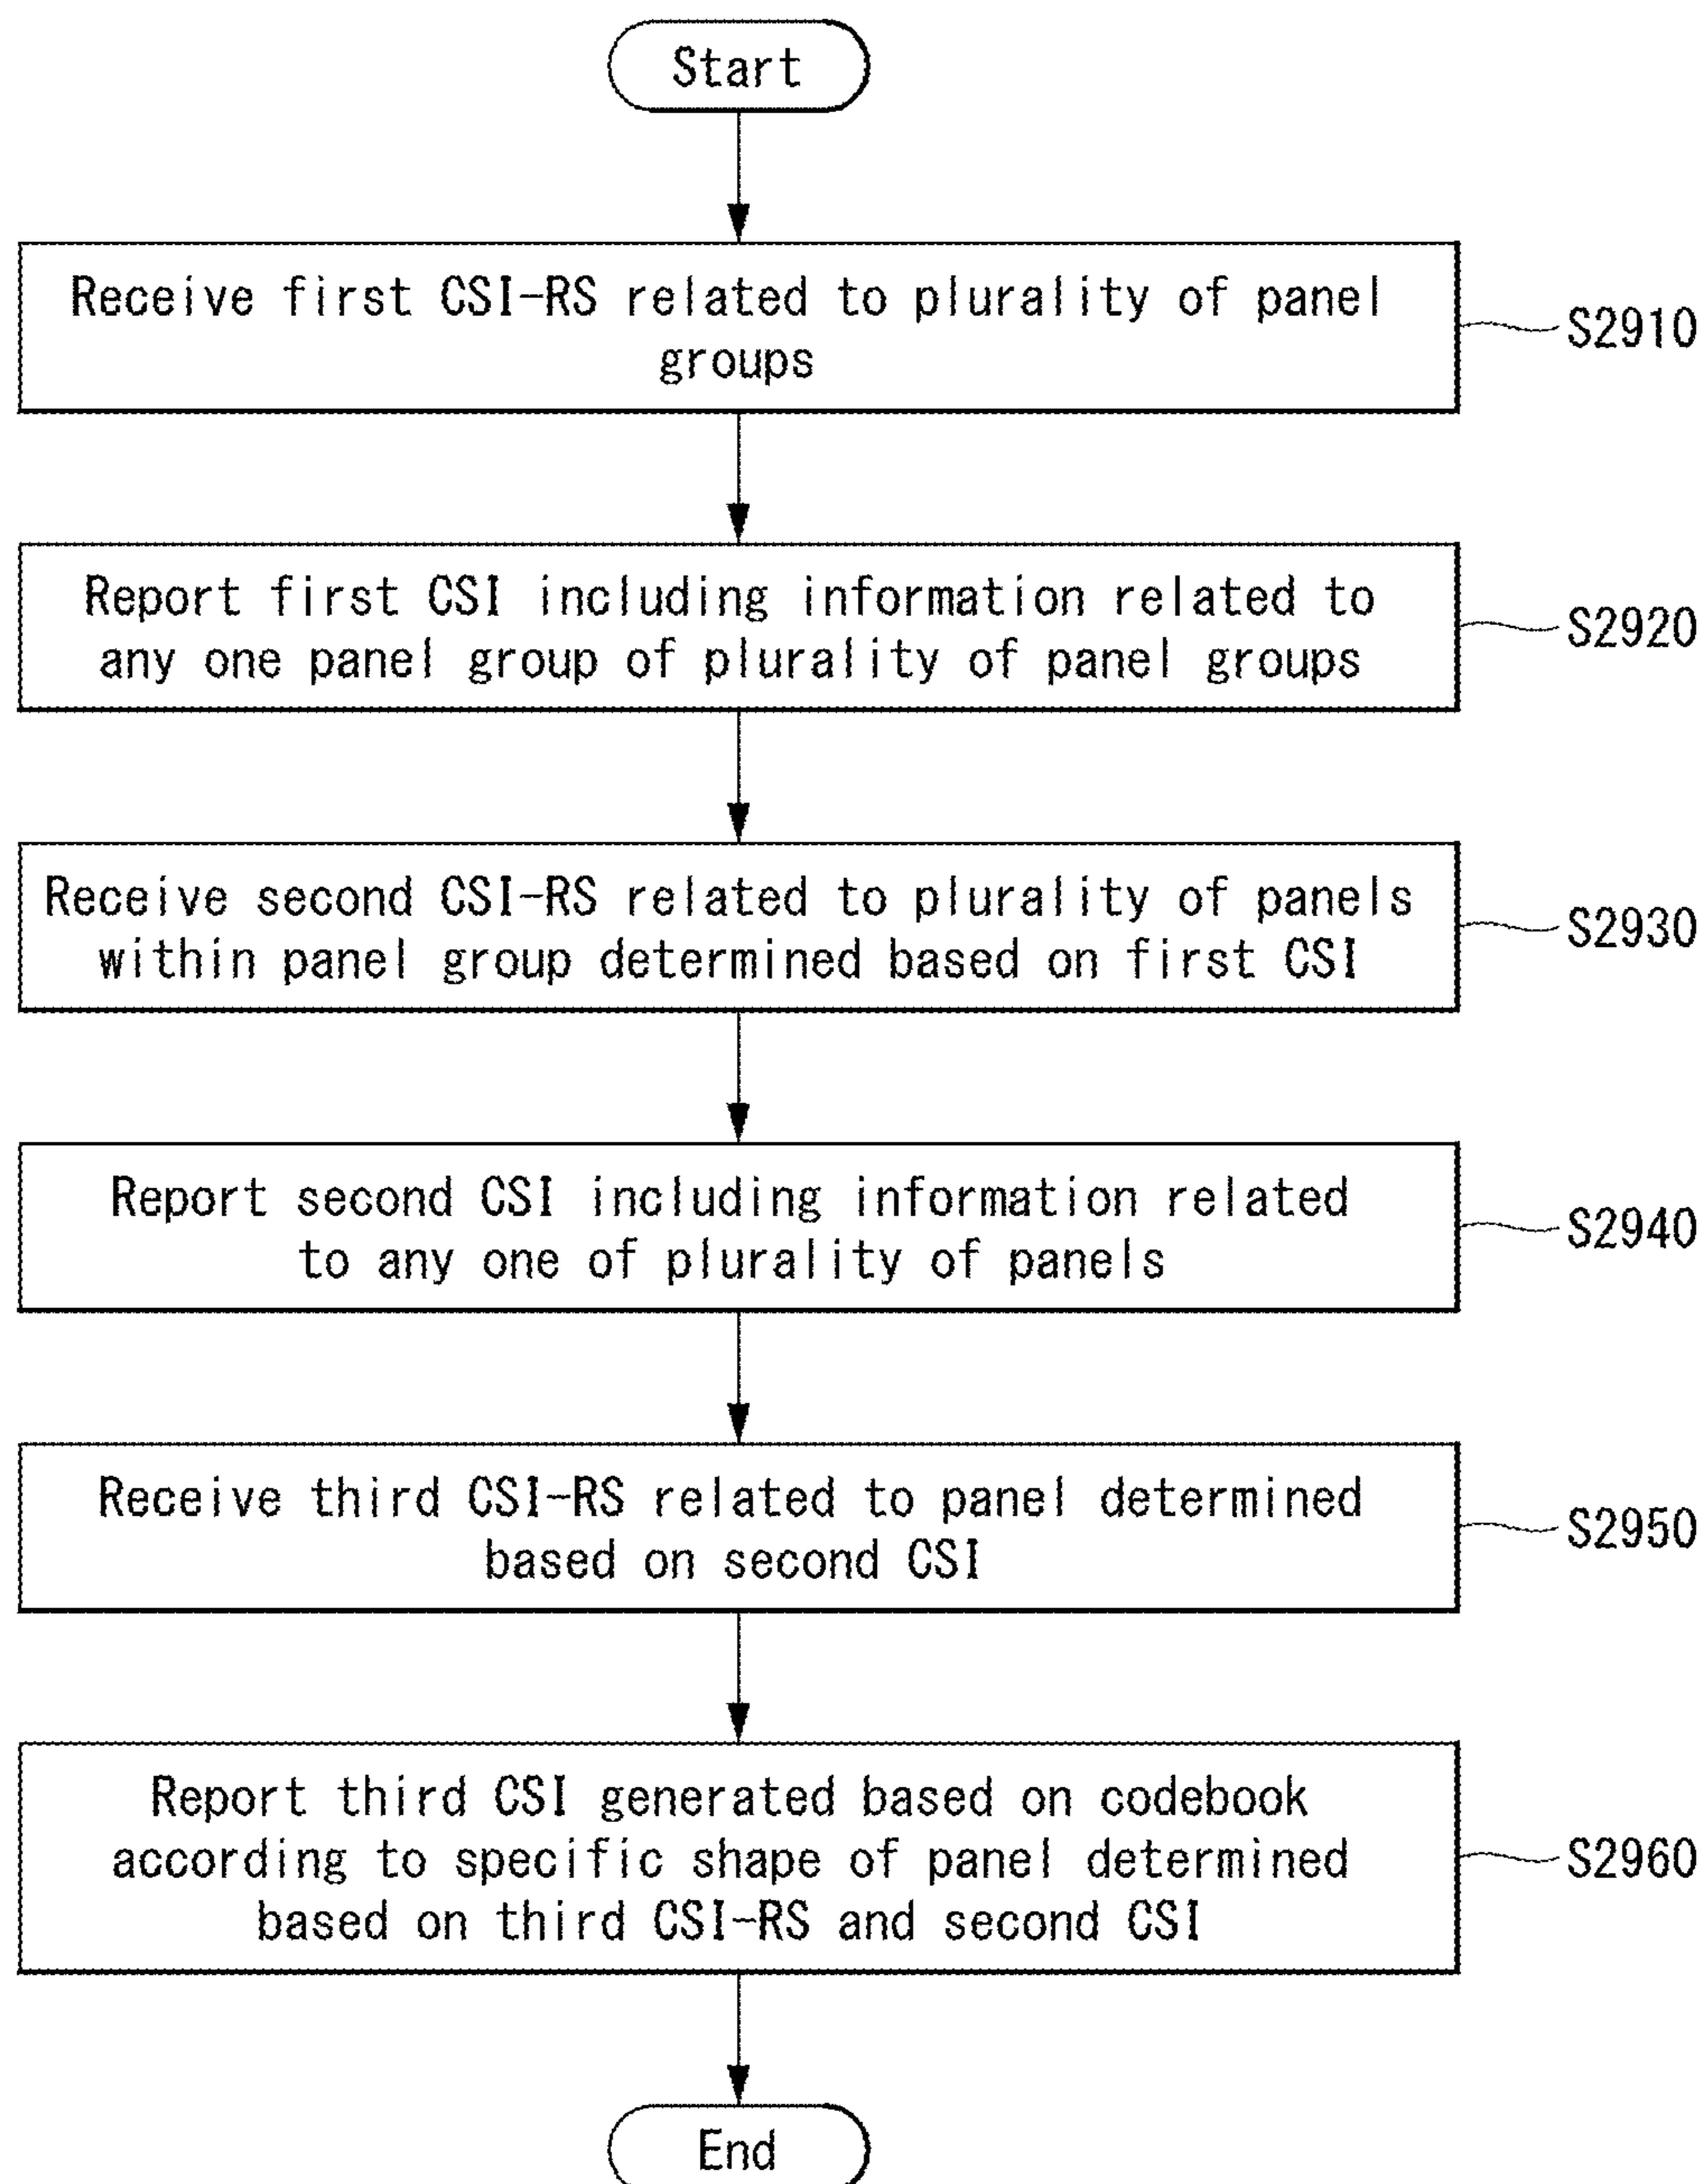 Start
Receive first CSI-RS related to plurality of panel
groups
S2910
Report first CSI including information related to
any one panel group of plurality of panel groups
S2920
Receive second CSI-RS related to plurality of panels
within panel group determined based on first CSI
S2930
Report second CSI including information related
to any one of plurality of panels
S2940
Receive third CSI-RS related to panel determined
based on second CSI
S2950
Report third CSI generated based on codebook
according to specific shape of panel determined
based on third CSI-RS and second CSI
S2960
End